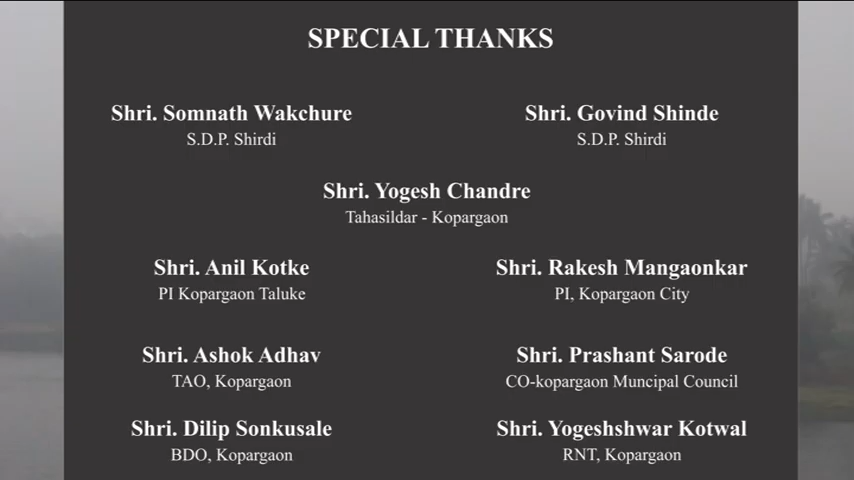 SPECIAL THANKS
Shri. Somnath Wakchure
S.D.P. Shirdi
Shri. Govind Shinde
S.D.P. Shirdi
Shri. Yogesh Chandre
Tahasildar - Kopargaon
Shri. Anil Kotke
PI Kopargaon Taluke
Shri. Rakesh Mangaonkar
PI, Kopargaon City
Shri. Ashok Adhav
TAO, Kopargaon
Shri. Prashant Sarode
CO-kopargaon Muncipal Council
Shri. Dilip Sonkusale
BDO, Kopargaon
Shri. Yogeshshwar Kotwal
RNT, Kopargaon